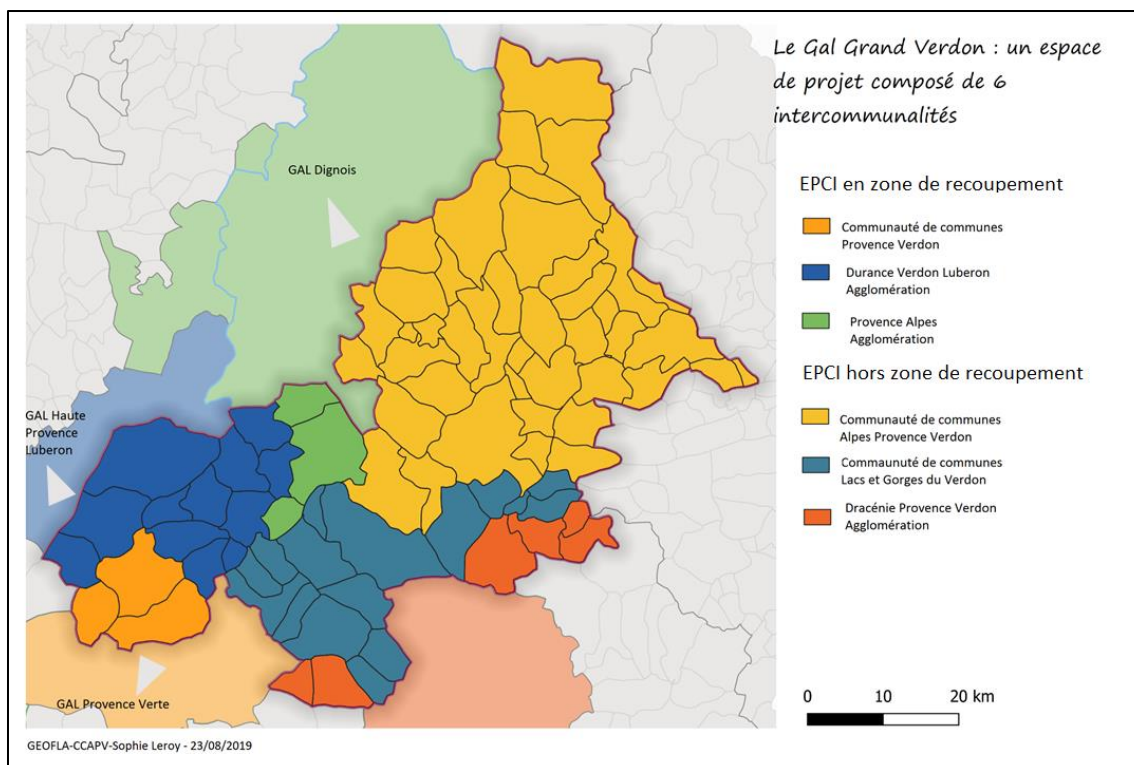 Le Gal Grand Verdon : un espace
de projet composé de 6
intercommunalités
EPCI en zone de recoupement
Communauté de communes
Provence Verdon
Durance Verdon Luberon
Agglomération
Provence Alpes
Agglomération
EPCI hors zone de recoupement
Communauté de communes
Alpes Provence Verdon
Commaunuté de communes
Lacs et Gorges du Verdon
Dracénie Provence Verdon
Agglomération
0 10 20 km
GAL Dignois
GAL Haute
Provence
Luberon
GAL Provence Verte
GEOFLA-CCAPV-Sophie Leroy - 23/08/2019